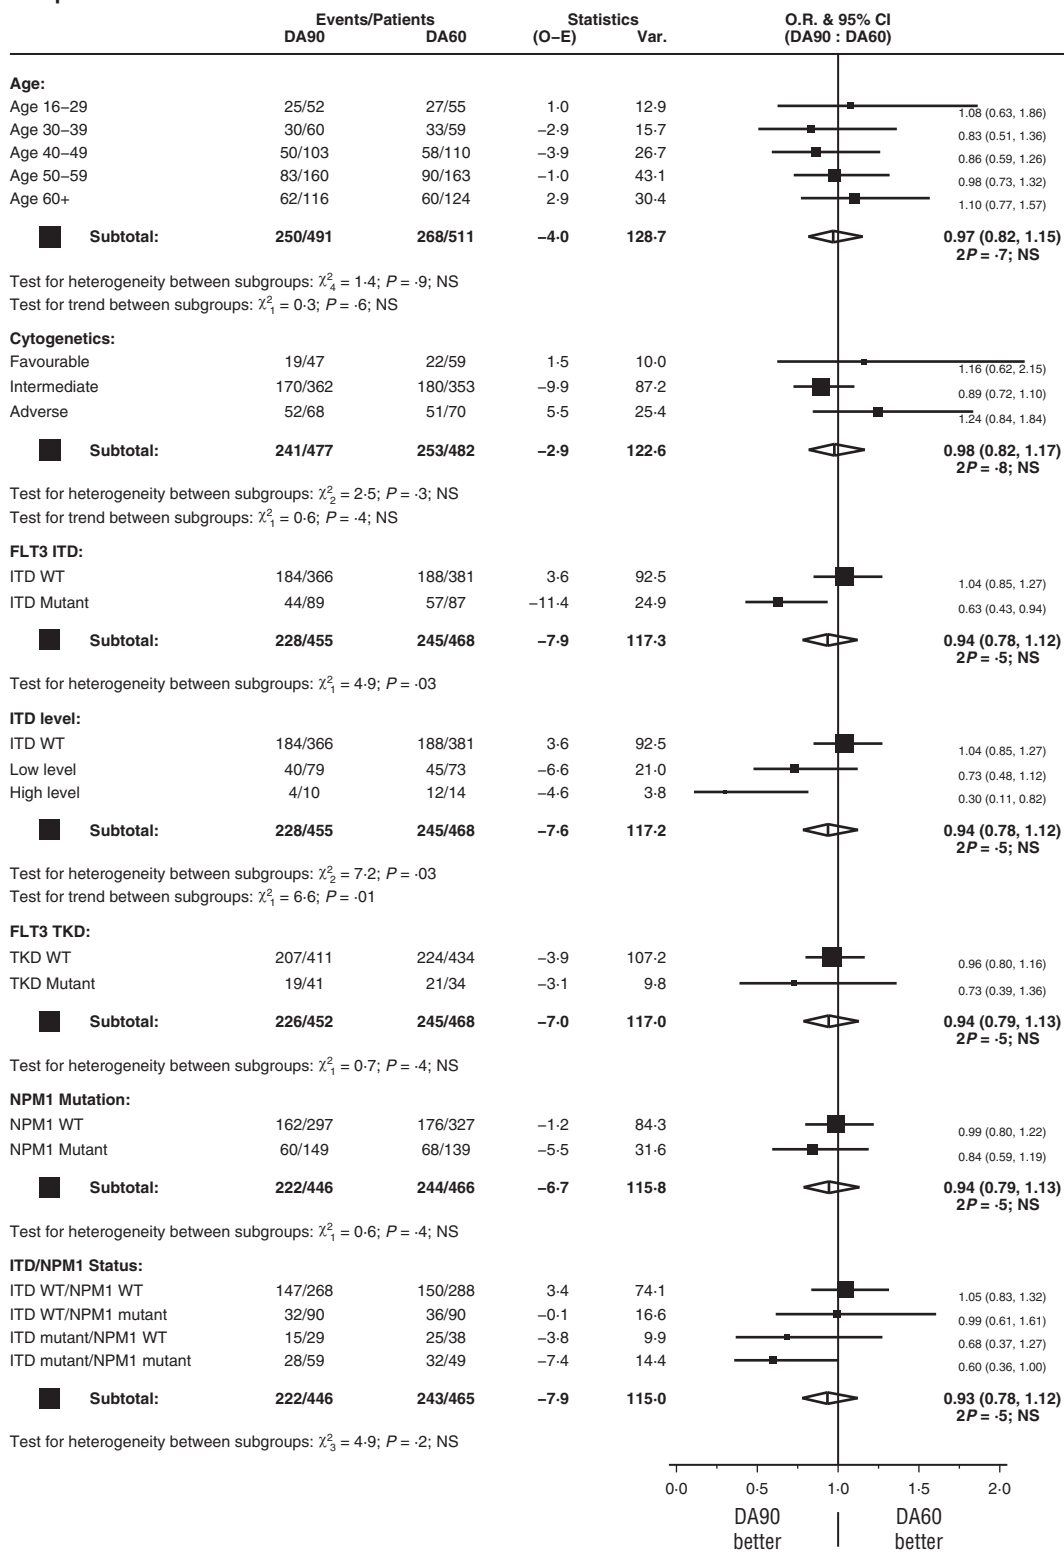 Events/Patients Statistics O.R. & 95% CI
DA90 DA60 (O–E) Var. (DA90 : DA60)
Age:
Age 16–29 25/52 27/55 1·0 12·9 1.08 (0.63, 1.86)
Age 30–39 30/60 33/59 −2·9 15·7 0.83 (0.51, 1.36)
Age 40–49 50/103 58/110 −3·9 26·7 0.86 (0.59, 1.26)
Age 50–59 83/160 90/163 −1·0 43·1 0.98 (0.73, 1.32)
Age 60+ 62/116 60/124 2·9 30·4 1.10 (0.77, 1.57)
Subtotal: 250/491 268/511 −4·0 128·7 0.97 (0.82, 1.15)
2P = ·7; NS
Test for heterogeneity between subgroups: χ²₄ = 1·4; P = ·9; NS
Test for trend between subgroups: χ²₁ = 0·3; P = ·6; NS
Cytogenetics:
Favourable 19/47 22/59 1·5 10·0 1.16 (0.62, 2.15)
Intermediate 170/362 180/353 −9·9 87·2 0.89 (0.72, 1.10)
Adverse 52/68 51/70 5·5 25·4 1.24 (0.84, 1.84)
Subtotal: 241/477 253/482 −2·9 122·6 0.98 (0.82, 1.17)
2P = ·8; NS
Test for heterogeneity between subgroups: χ²₂ = 2·5; P = ·3; NS
Test for trend between subgroups: χ²₁ = 0·6; P = ·4; NS
FLT3 ITD:
ITD WT 184/366 188/381 3·6 92·5 1.04 (0.85, 1.27)
ITD Mutant 44/89 57/87 −11·4 24·9 0.63 (0.43, 0.94)
Subtotal: 228/455 245/468 −7·9 117·3 0.94 (0.78, 1.12)
2P = ·5; NS
Test for heterogeneity between subgroups: χ²₁ = 4·9; P = ·03
ITD level:
ITD WT 184/366 188/381 3·6 92·5 1.04 (0.85, 1.27)
Low level 40/79 45/73 −6·6 21·0 0.73 (0.48, 1.12)
High level 4/10 12/14 −4·6 3·8 0.30 (0.11, 0.82)
Subtotal: 228/455 245/468 −7·6 117·2 0.94 (0.78, 1.12)
2P = ·5; NS
Test for heterogeneity between subgroups: χ²₂ = 7·2; P = ·03
Test for trend between subgroups: χ²₁ = 6·6; P = ·01
FLT3 TKD:
TKD WT 207/411 224/434 −3·9 107·2 0.96 (0.80, 1.16)
TKD Mutant 19/41 21/34 −3·1 9·8 0.73 (0.39, 1.36)
Subtotal: 226/452 245/468 −7·0 117·0 0.94 (0.79, 1.13)
2P = ·5; NS
Test for heterogeneity between subgroups: χ²₁ = 0·7; P = ·4; NS
NPM1 Mutation:
NPM1 WT 162/297 176/327 −1·2 84·3 0.99 (0.80, 1.22)
NPM1 Mutant 60/149 68/139 −5·5 31·6 0.84 (0.59, 1.19)
Subtotal: 222/446 244/466 −6·7 115·8 0.94 (0.79, 1.13)
2P = ·5; NS
Test for heterogeneity between subgroups: χ²₁ = 0·6; P = ·4; NS
ITD/NPM1 Status:
ITD WT/NPM1 WT 147/268 150/288 3·4 74·1 1.05 (0.83, 1.32)
ITD WT/NPM1 mutant 32/90 36/90 −0·1 16·6 0.99 (0.61, 1.61)
ITD mutant/NPM1 WT 15/29 25/38 −3·8 9·9 0.68 (0.37, 1.27)
ITD mutant/NPM1 mutant 28/59 32/49 −7·4 14·4 0.60 (0.36, 1.00)
Subtotal: 222/446 243/465 −7·9 115·0 0.93 (0.78, 1.12)
2P = ·5; NS
Test for heterogeneity between subgroups: χ²₃ = 4·9; P = ·2; NS
0·0 0·5 1·0 1·5 2·0
DA90 DA60
better better